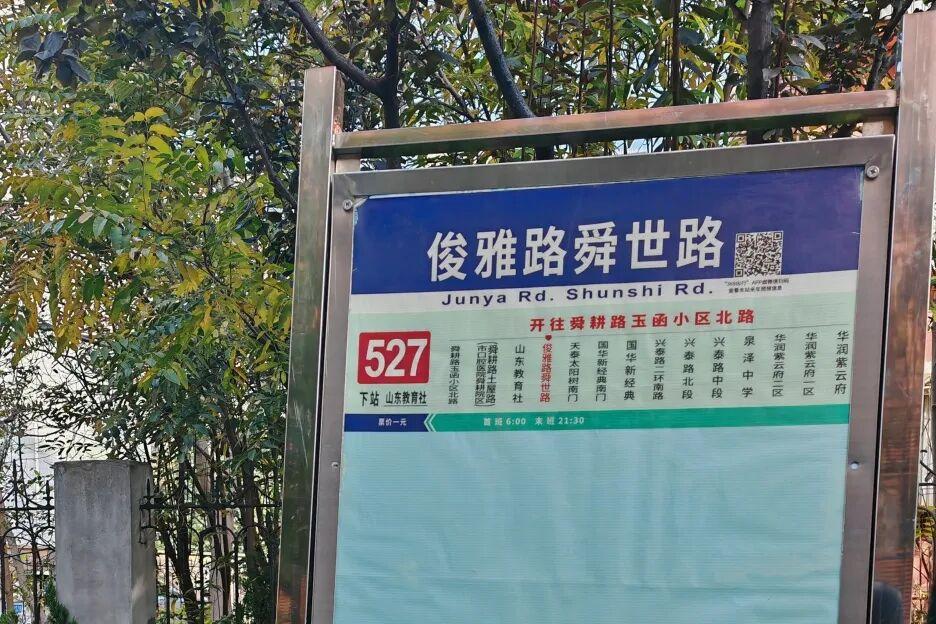 俊雅路舜世路
Junya Rd. Shunshi Rd.
开往舜耕路玉函小区北路
527
下站 山东教育社
舜耕路玉函小区北路
舜耕路土屋路
(市口腔医院舜耕院区)
山东教育社
俊雅路舜世路
天泰太阳树南门
国华新经典南门
国华新经典
兴泰路二环南路
兴泰路北段
兴泰路中段
泉泽中学
华润紫云府二区
华润紫云府一区
华润紫云府
票价一元
首班 6:00 末班 21:30